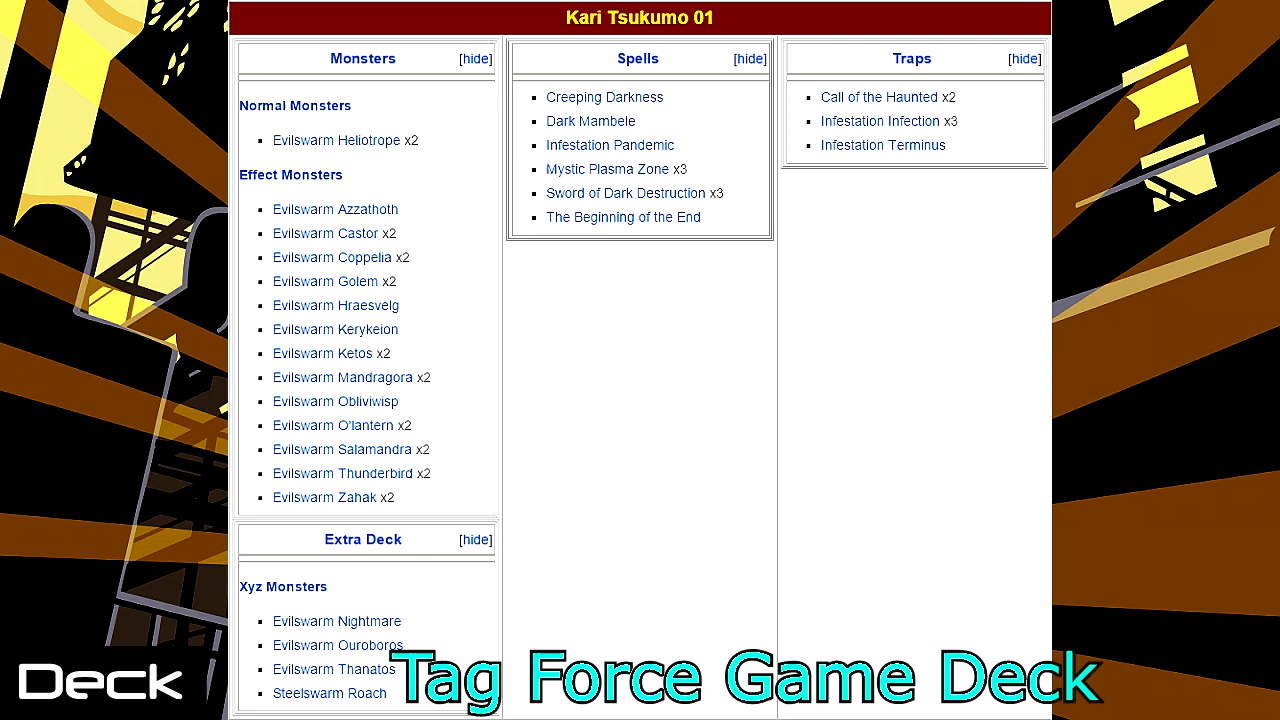 Kari Tsukumo 01
Monsters [hide]
Normal Monsters
Evilswarm Heliotrope x2
Effect Monsters
Evilswarm Azzathoth
Evilswarm Castor x2
Evilswarm Coppelia x2
Evilswarm Golem x2
Evilswarm Hraesvelg
Evilswarm Kerykeion
Evilswarm Ketos x2
Evilswarm Mandragora x2
Evilswarm Obliviwisp
Evilswarm O'lantern x2
Evilswarm Salamandra x2
Evilswarm Thunderbird x2
Evilswarm Zahak x2
Extra Deck [hide]
Xyz Monsters
Evilswarm Nightmare
Evilswarm Ouroboros
Evilswarm Thanatos
Steelswarm Roach
Spells [hide]
Creeping Darkness
Dark Mambele
Infestation Pandemic
Mystic Plasma Zone x3
Sword of Dark Destruction x3
The Beginning of the End
Traps [hide]
Call of the Haunted x2
Infestation Infection x3
Infestation Terminus
Deck
Tag Force Game Deck